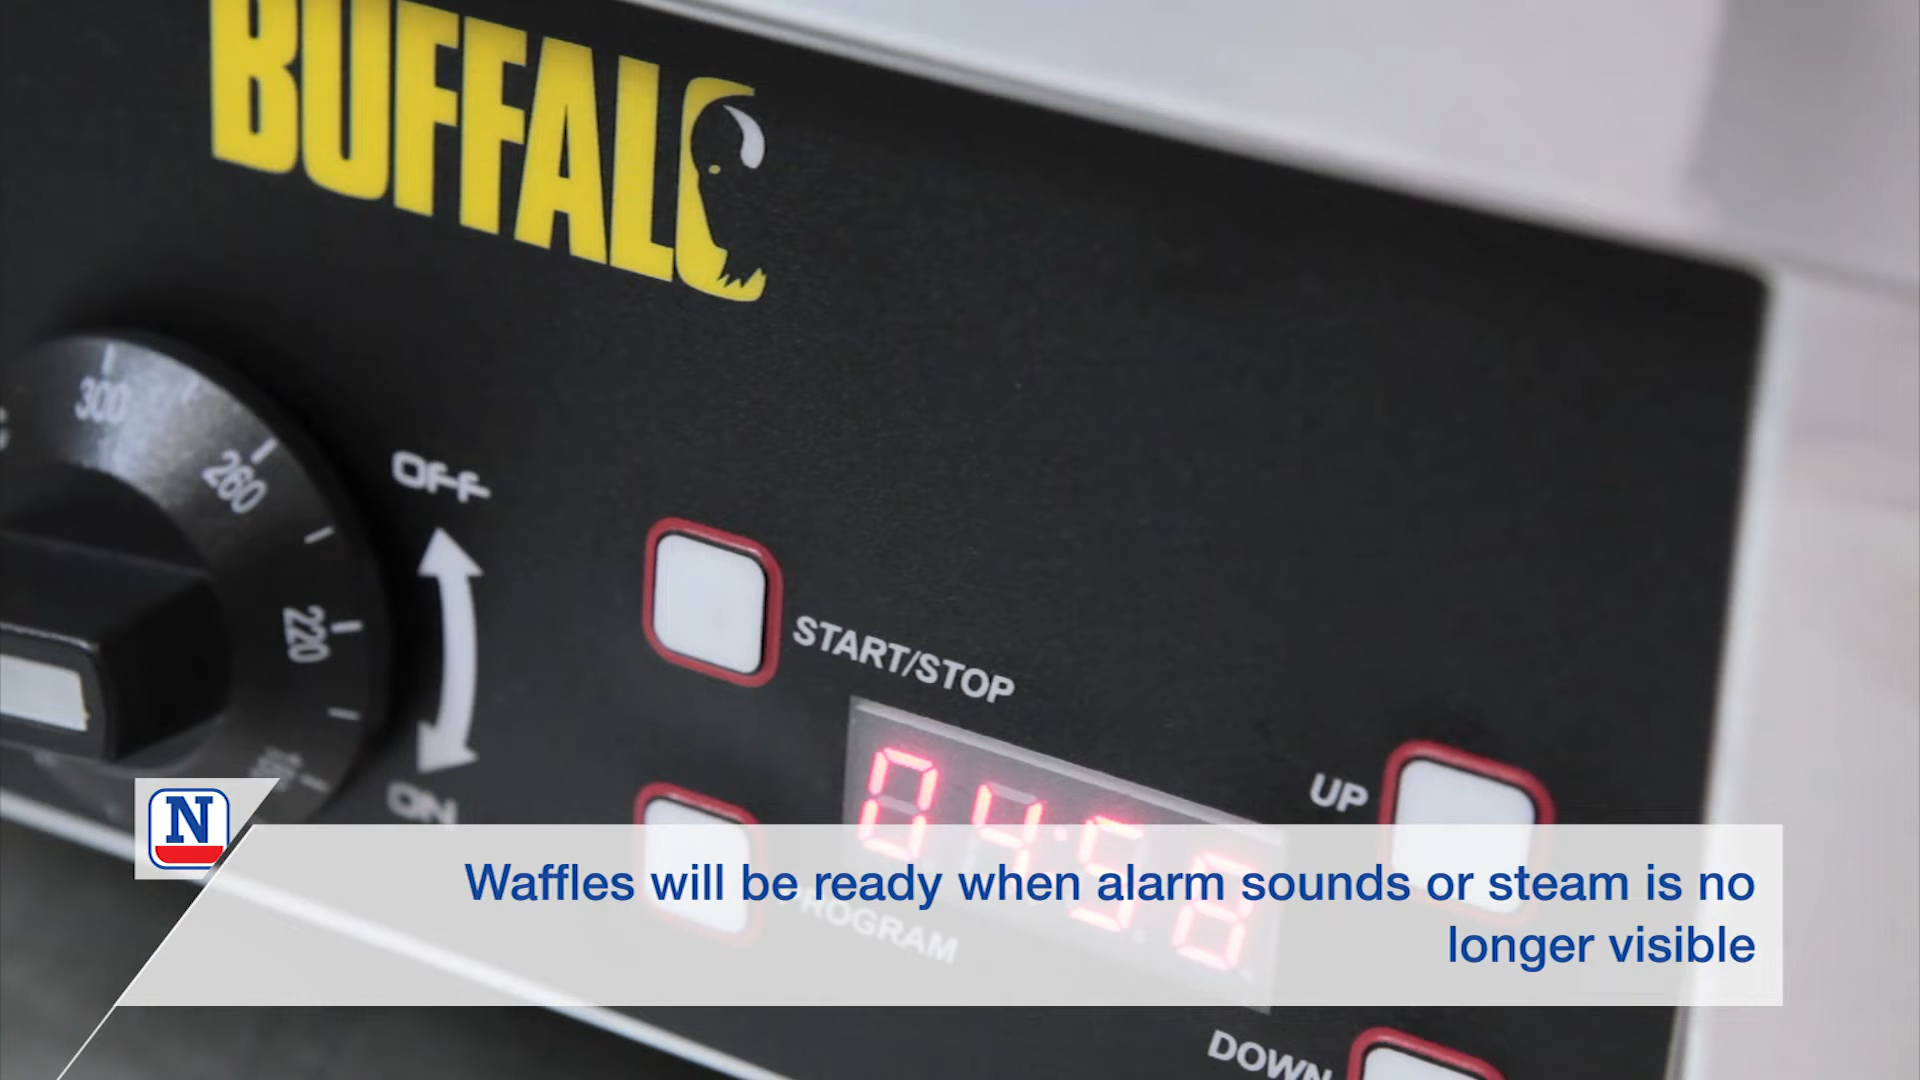 BUFFALO
300
260
220
OFF
ON
START/STOP
04:58
UP
PROGRAM
DOWN
N
Waffles will be ready when alarm sounds or steam is no
longer visible